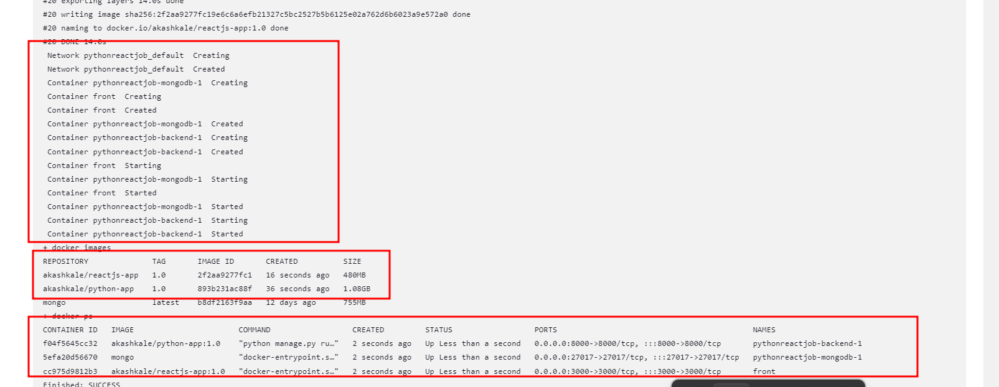 #20 exporting layers 14.0s done
#20 writing image sha256:2f2aa9277fc19e6c6a6efb21327c5bc2527b5b6125e02a762d6b6023a9e572a0 done
#20 naming to docker.io/akashkale/reactjs-app:1.0 done
#20 DONE 14.0s
Network pythonreactjob_default  Creating
Network pythonreactjob_default  Created
Container pythonreactjob-mongodb-1  Creating
Container front  Creating
Container front  Created
Container pythonreactjob-mongodb-1  Created
Container pythonreactjob-backend-1  Creating
Container pythonreactjob-backend-1  Created
Container front  Starting
Container pythonreactjob-mongodb-1  Starting
Container front  Started
Container pythonreactjob-mongodb-1  Started
Container pythonreactjob-backend-1  Starting
Container pythonreactjob-backend-1  Started
+ docker images
REPOSITORY TAG IMAGE ID CREATED SIZE
akashkale/reactjs-app 1.0 2f2aa9277fc1 16 seconds ago 480MB
akashkale/python-app 1.0 893b231ac88f 36 seconds ago 1.08GB
mongo latest b8df2163f9aa 12 days ago 755MB
+ docker ps
CONTAINER ID IMAGE COMMAND CREATED STATUS PORTS NAMES
f04f5645cc32 akashkale/python-app:1.0 "python manage.py ru…" 2 seconds ago Up Less than a second 0.0.0.0:8000->8000/tcp, :::8000->8000/tcp pythonreactjob-backend-1
5efa20d56670 mongo "docker-entrypoint.s…" 2 seconds ago Up Less than a second 0.0.0.0:27017->27017/tcp, :::27017->27017/tcp pythonreactjob-mongodb-1
cc975d9812b3 akashkale/reactjs-app:1.0 "docker-entrypoint.s…" 2 seconds ago Up Less than a second 0.0.0.0:3000->3000/tcp, :::3000->3000/tcp front
Finished: SUCCESS